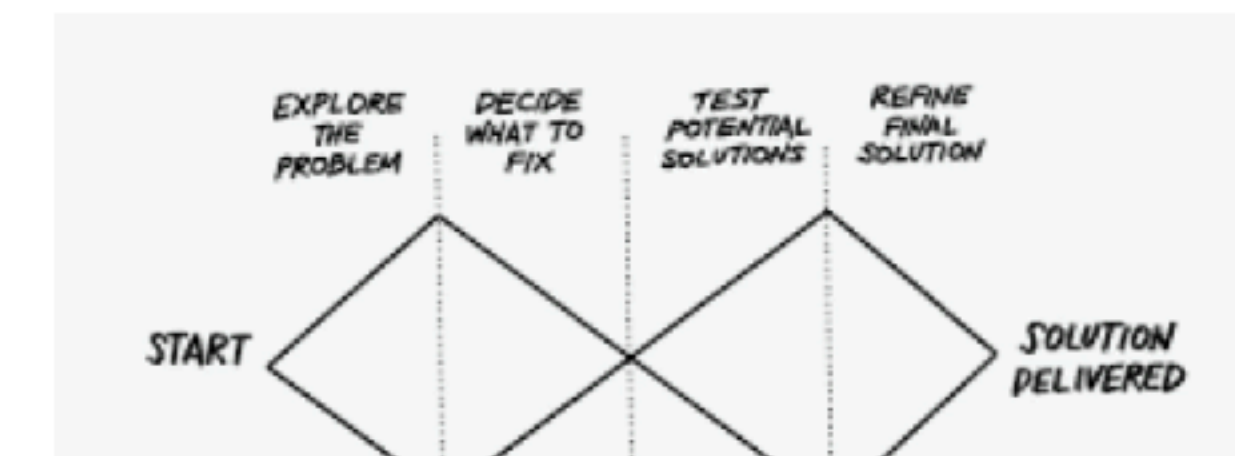 EXPLORE
THE
PROBLEM
DECIDE
WHAT TO
FIX
TEST
POTENTIAL
SOLUTIONS
REFINE
FINAL
SOLUTION
START
SOLUTION
DELIVERED